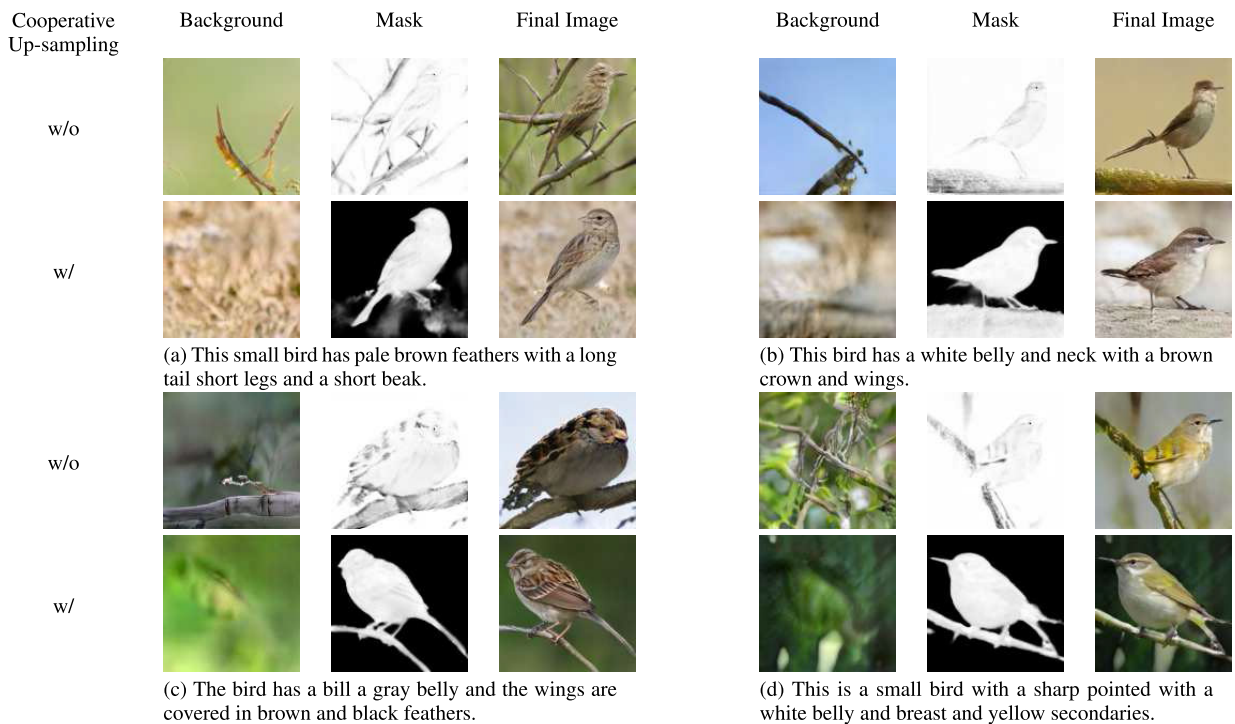 Cooperative
Up-sampling
Background
Mask
Final Image
Background
Mask
Final Image
w/o
w/
(a) This small bird has pale brown feathers with a long
tail short legs and a short beak.
(b) This bird has a white belly and neck with a brown
crown and wings.
w/o
w/
(c) The bird has a bill a gray belly and the wings are
covered in brown and black feathers.
(d) This is a small bird with a sharp pointed with a
white belly and breast and yellow secondaries.